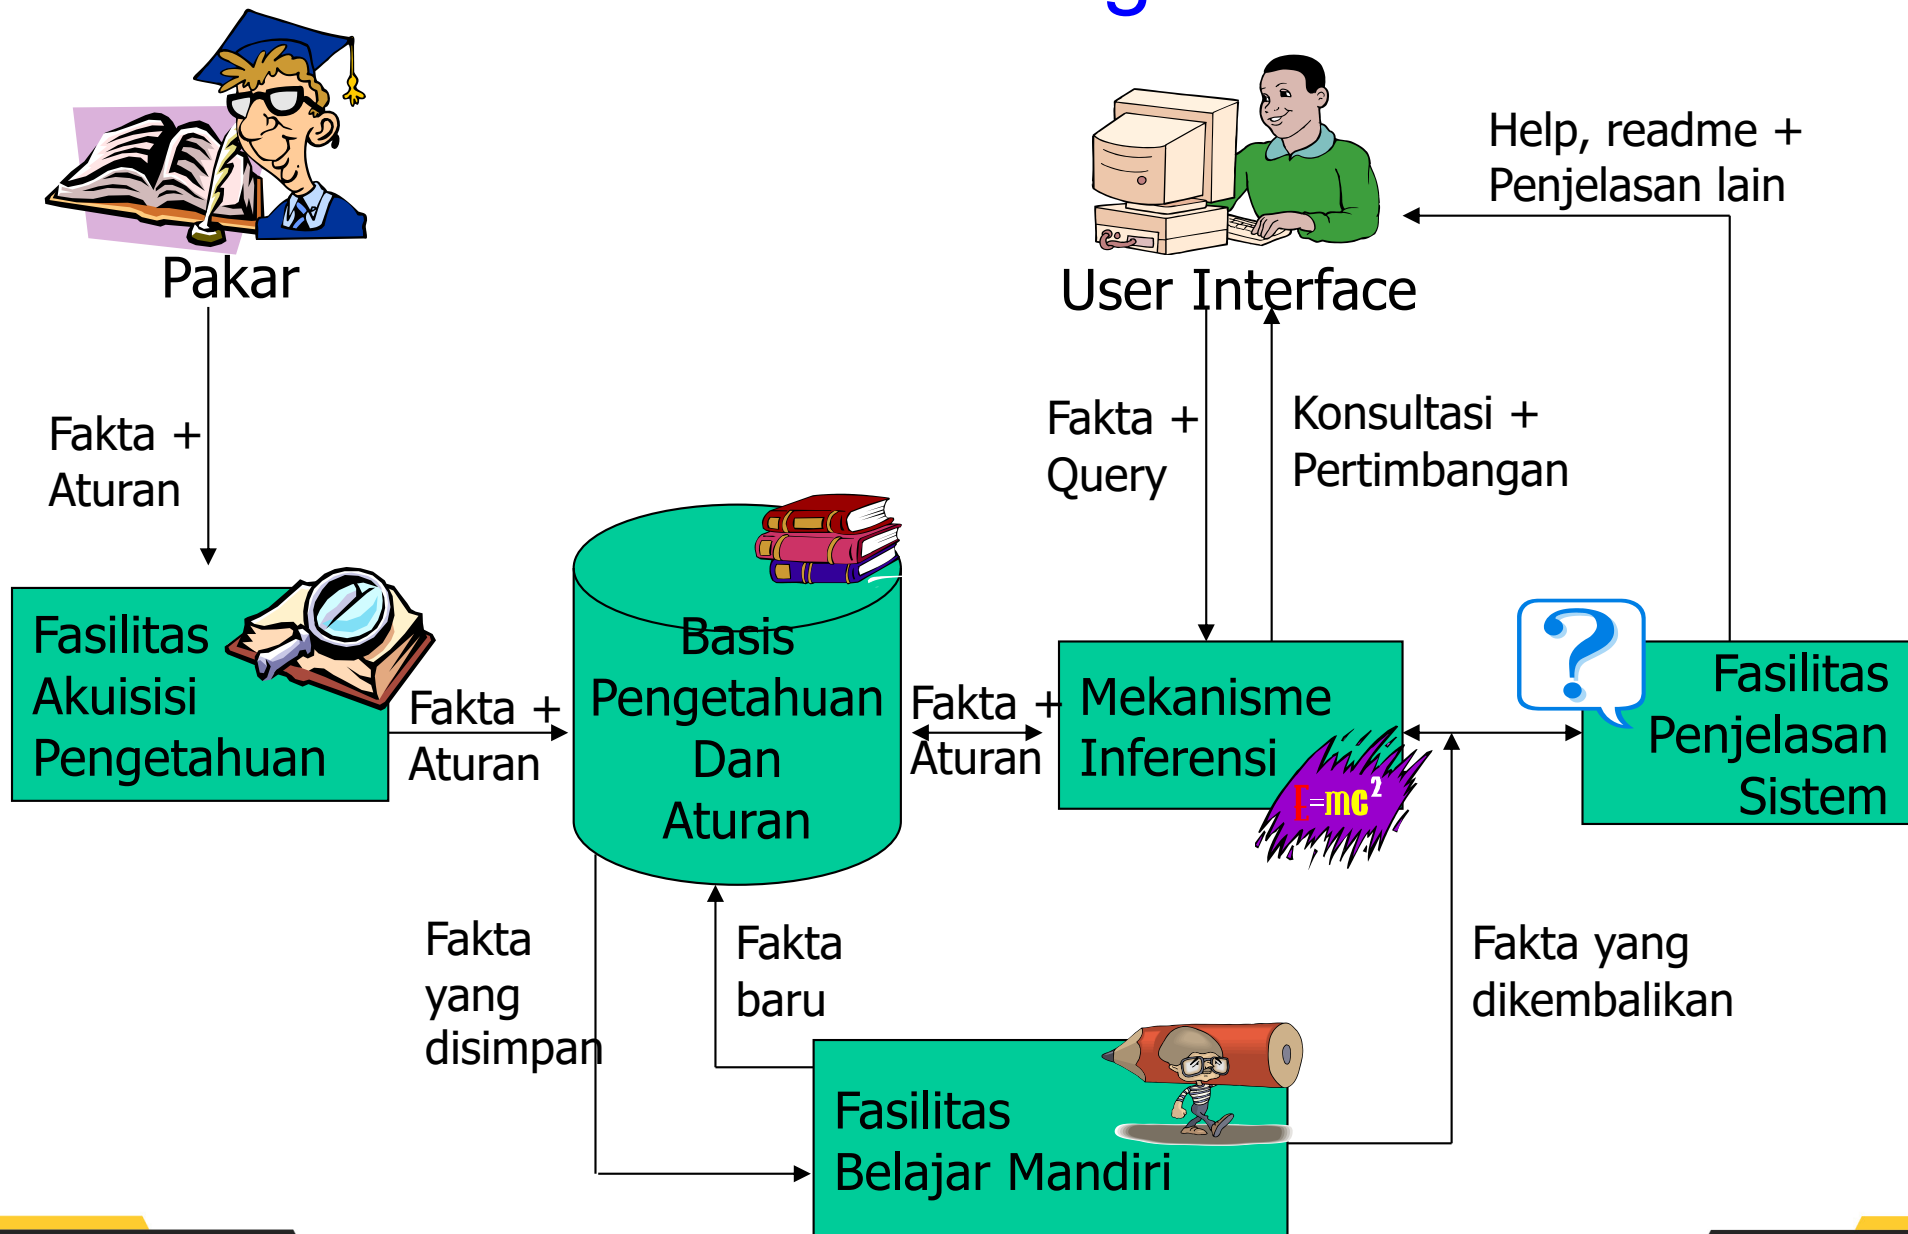 Pakar
User Interface
Help, readme +
Penjelasan lain
Fakta +
Aturan
Fakta +
Query
Konsultasi +
Pertimbangan
Fasilitas
Akuisisi
Pengetahuan
Fakta +
Aturan
Basis
Pengetahuan
Dan
Aturan
Fakta +
Aturan
Mekanisme
Inferensi
E=mc²
?
Fasilitas
Penjelasan
Sistem
Fakta
yang
disimpan
Fakta
baru
Fakta yang
dikembalikan
Fasilitas
Belajar Mandiri